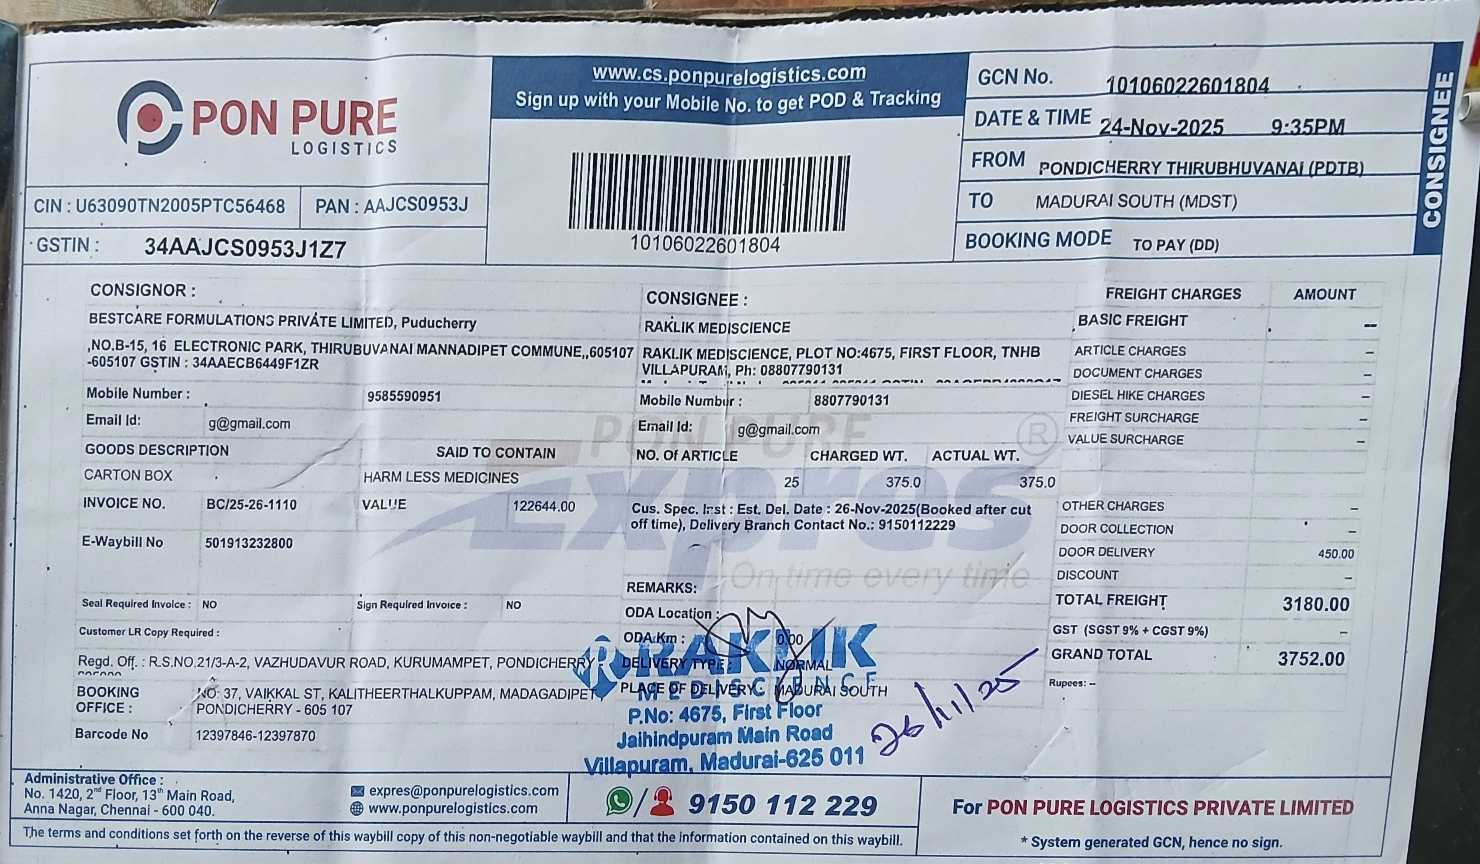 PON PURE
LOGISTICS
CIN : U63090TN2005PTC56468
PAN : AAJCS0953J
GSTIN : 34AAJCS0953J1Z7
www.cs.ponpurelogistics.com
Sign up with your Mobile No. to get POD & Tracking
10106022601804
GCN No. 10106022601804
DATE & TIME 24-Nov-2025 9:35PM
FROM PONDICHERRY THIRUBHUVANAI (PDTB)
TO MADURAI SOUTH (MDST)
BOOKING MODE TO PAY (DD)
CONSIGNEE
CONSIGNOR :
BESTCARE FORMULATIONS PRIVATE LIMITED, Puducherry
,NO.B-15, 16 ELECTRONIC PARK, THIRUBUVANAI MANNADIPET COMMUNE,,605107
-605107 GSTIN : 34AAECB6449F1ZR
Mobile Number : 9585590951
Email Id: g@gmail.com
GOODS DESCRIPTION SAID TO CONTAIN
CARTON BOX HARM LESS MEDICINES
INVOICE NO. BC/25-26-1110 VALUE 122644.00
E-Waybill No 501913232800
Seal Required Invoice : NO Sign Required Invoice : NO
Customer LR Copy Required :
Regd. Off. : R.S.NO.21/3-A-2, VAZHUDAVUR ROAD, KURUMAMPET, PONDICHERRY
BOOKING OFFICE : NO: 37, VAIKKAL ST, KALITHEERTHALKUPPAM, MADAGADIPET,
PONDICHERRY - 605 107
Barcode No 12397846-12397870
CONSIGNEE :
RAKLIK MEDISCIENCE
RAKLIK MEDISCIENCE, PLOT NO:4675, FIRST FLOOR, TNHB
VILLAPURAM, Ph: 08807790131
Mobile Number : 8807790131
Email Id: g@gmail.com
NO. Of ARTICLE CHARGED WT. ACTUAL WT.
25 375.0 375.0
Cus. Spec. Inst : Est. Del. Date : 26-Nov-2025(Booked after cut
off time), Delivery Branch Contact No.: 9150112229
REMARKS:
ODA Location :
ODA Km : 0.00
DELIVERY TYPE: NORMAL
PLACE OF DELIVERY: MADURAI SOUTH
PON PURE
Expres
®
On time every time
RAKLIK
MEDISCIENCE
P.No: 4675, First Floor
Jaihindpuram Main Road
Villapuram, Madurai-625 011
26/11/25
FREIGHT CHARGES AMOUNT
BASIC FREIGHT --
ARTICLE CHARGES --
DOCUMENT CHARGES --
DIESEL HIKE CHARGES --
FREIGHT SURCHARGE --
VALUE SURCHARGE --
OTHER CHARGES --
DOOR COLLECTION --
DOOR DELIVERY 450.00
DISCOUNT --
TOTAL FREIGHT 3180.00
GST (SGST 9% + CGST 9%) --
GRAND TOTAL 3752.00
Rupees: --
Administrative Office :
No. 1420, 2nd Floor, 13th Main Road,
Anna Nagar, Chennai - 600 040.
expres@ponpurelogistics.com
www.ponpurelogistics.com
9150 112 229
For PON PURE LOGISTICS PRIVATE LIMITED
* System generated GCN, hence no sign.
The terms and conditions set forth on the reverse of this waybill copy of this non-negotiable waybill and that the information contained on this waybill.